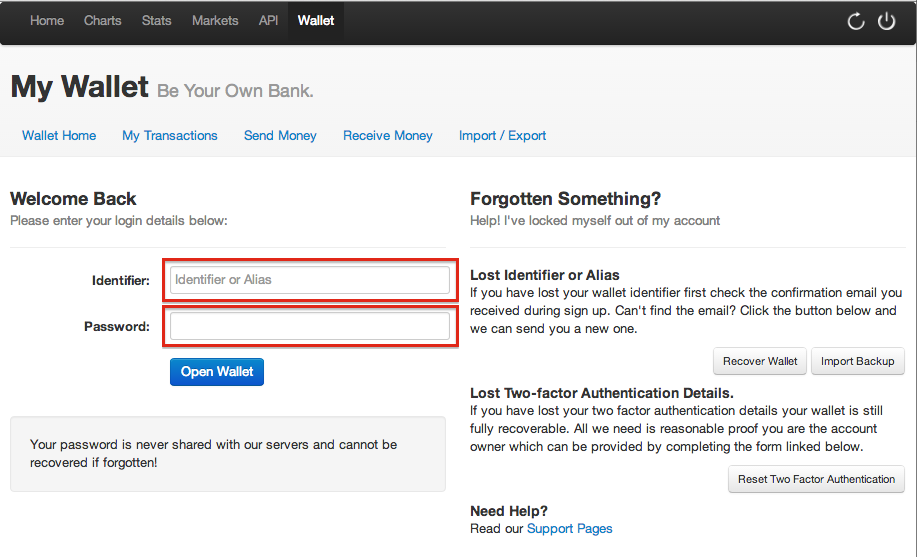 Home Charts Stats Markets API Wallet
My Wallet Be Your Own Bank.
Wallet Home My Transactions Send Money Receive Money Import / Export
Welcome Back
Please enter your login details below:
Identifier: Identifier or Alias
Password:
Open Wallet
Your password is never shared with our servers and cannot be
recovered if forgotten!
Forgotten Something?
Help! I've locked myself out of my account
Lost Identifier or Alias
If you have lost your wallet identifier first check the confirmation email you
received during sign up. Can't find the email? Click the button below and
we can send you a new one.
Recover Wallet Import Backup
Lost Two-factor Authentication Details.
If you have lost your two factor authentication details your wallet is still
fully recoverable. All we need is reasonable proof you are the account
owner which can be provided by completing the form linked below.
Reset Two Factor Authentication
Need Help?
Read our Support Pages